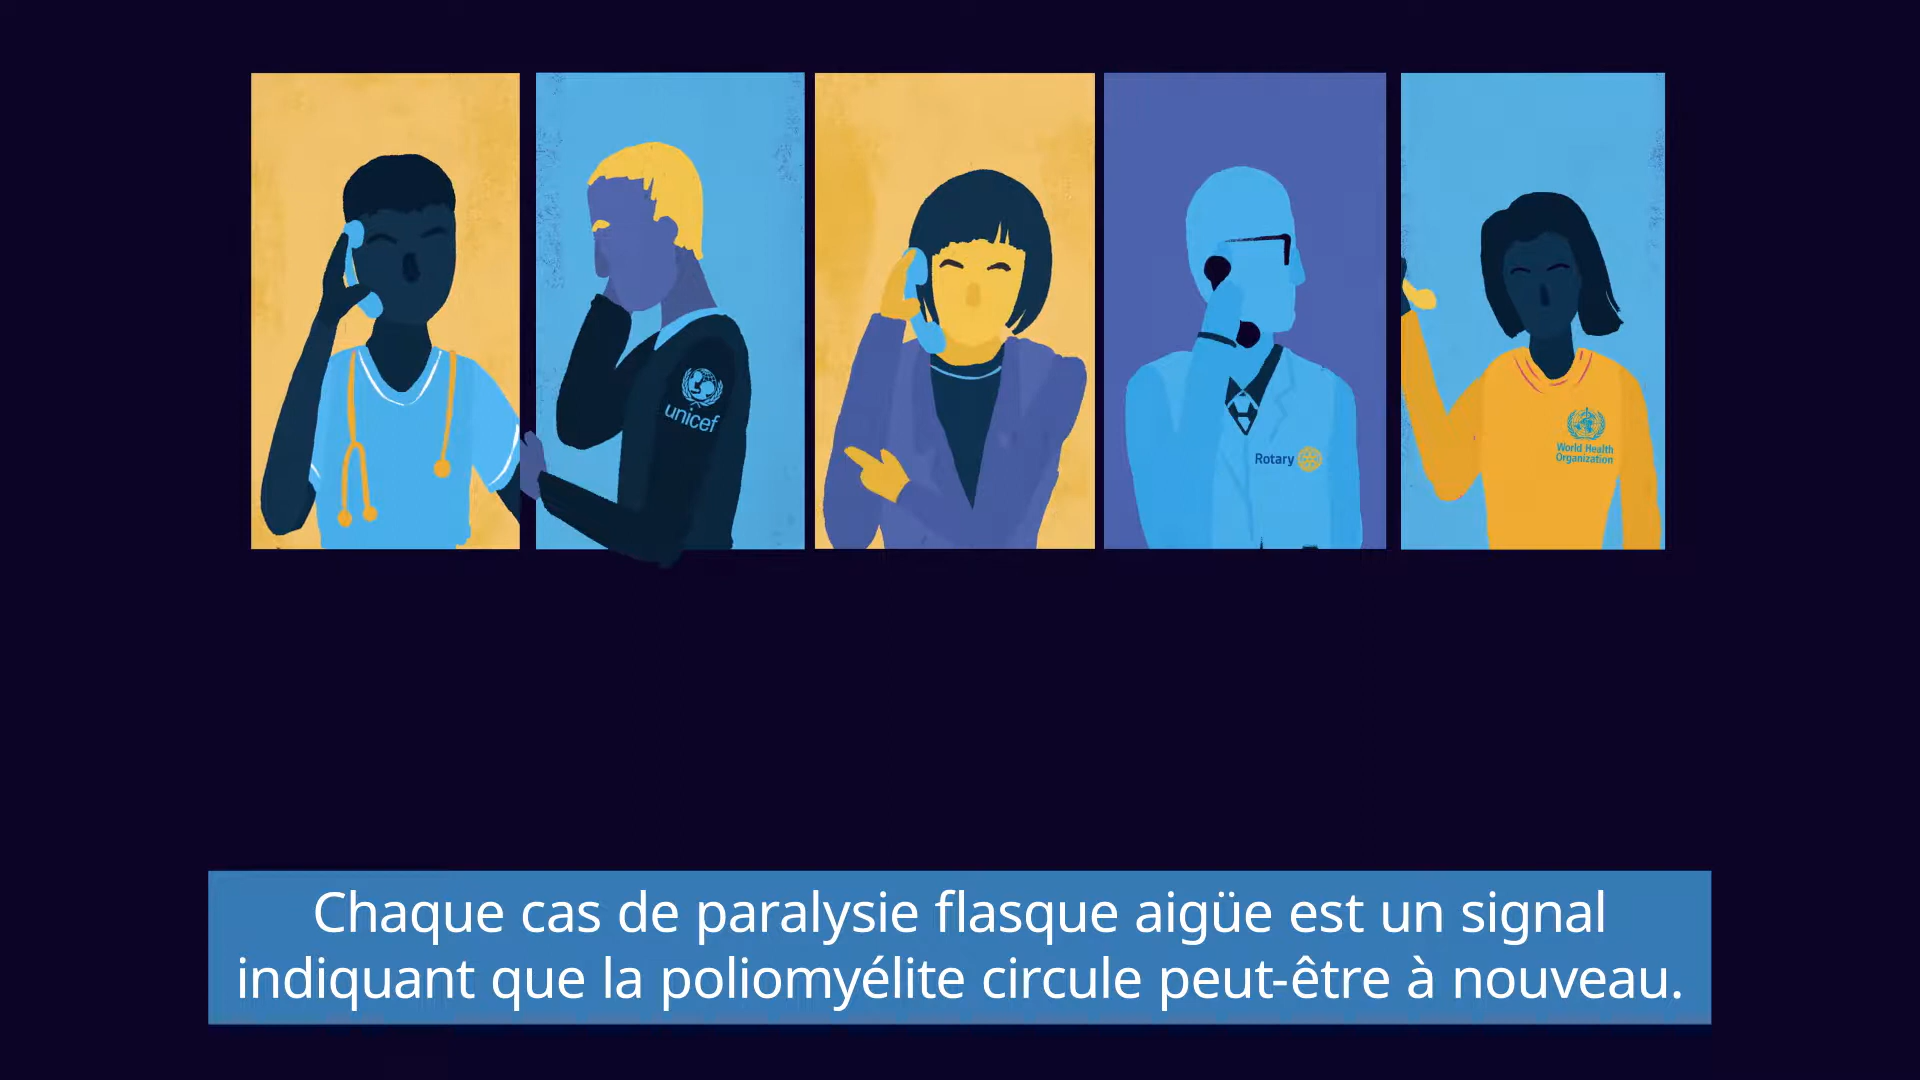 unicef
Rotary
World Health
Organization
Chaque cas de paralysie flasque aigüe est un signal
indiquant que la poliomyélite circule peut-être à nouveau.